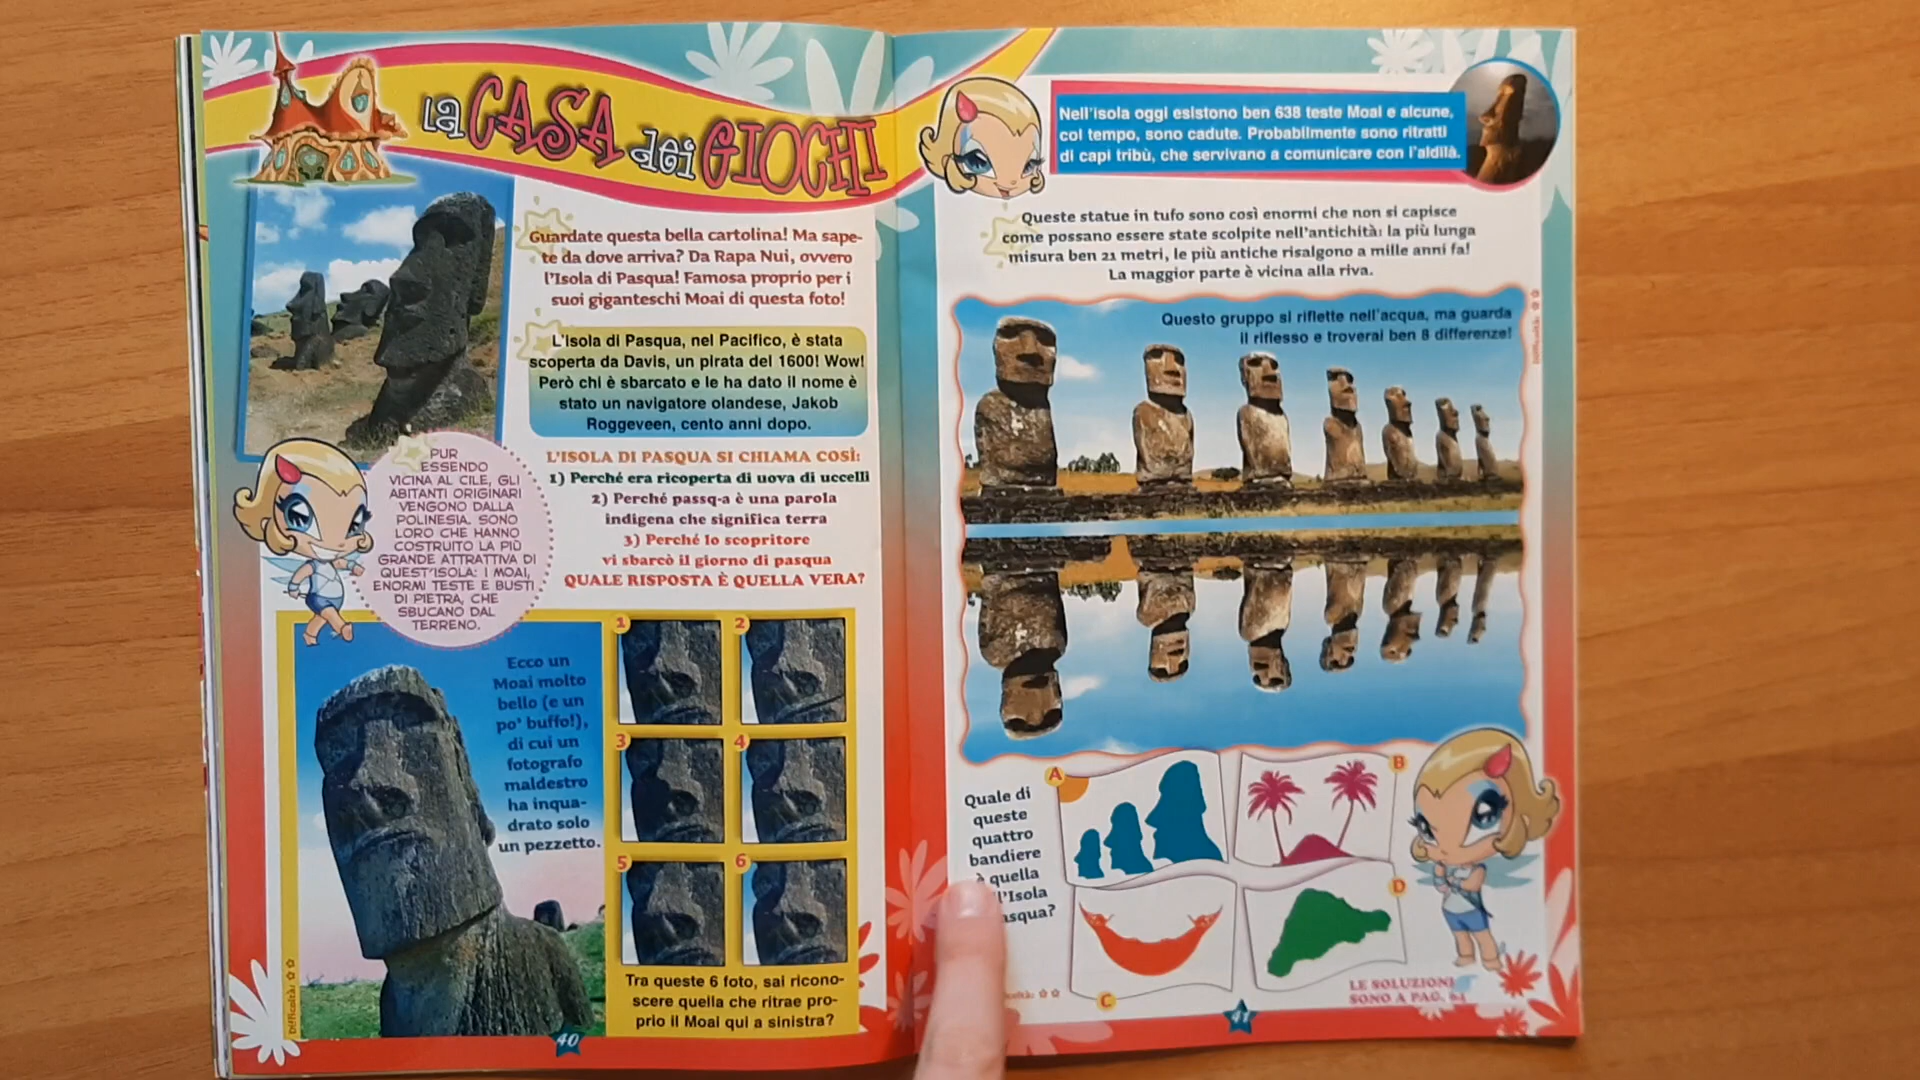 la CASA dei GIOCHI
Guardate questa bella cartolina! Ma sape-
te da dove arriva? Da Rapa Nui, ovvero
l'Isola di Pasqua! Famosa proprio per i
suoi giganteschi Moai di questa foto!
L'Isola di Pasqua, nel Pacifico, è stata
scoperta da Davis, un pirata del 1600! Wow!
Però chi è sbarcato e le ha dato il nome è
stato un navigatore olandese, Jakob
Roggeveen, cento anni dopo.
PUR
ESSENDO
VICINA AL CILE, GLI
ABITANTI ORIGINARI
VENGONO DALLA
POLINESIA. SONO
LORO CHE HANNO
COSTRUITO LA PIÙ
GRANDE ATTRATTIVA DI
QUEST'ISOLA: I MOAI,
ENORMI TESTE E BUSTI
DI PIETRA, CHE
SBUCANO DAL
TERRENO.
L'ISOLA DI PASQUA SI CHIAMA COSÌ:
1) Perché era ricoperta di uova di uccelli
2) Perché passq-a è una parola
indigena che significa terra
3) Perché lo scopritore
vi sbarcò il giorno di pasqua
QUALE RISPOSTA È QUELLA VERA?
Ecco un
Moai molto
bello (e un
po' buffo!),
di cui un
fotografo
maldestro
ha inqua-
drato solo
un pezzetto.
1
2
3
4
5
6
Tra queste 6 foto, sai ricono-
scere quella che ritrae pro-
prio il Moai qui a sinistra?
Difficoltà:
40
Nell'isola oggi esistono ben 638 teste Moai e alcune,
col tempo, sono cadute. Probabilmente sono ritratti
di capi tribù, che servivano a comunicare con l'aldilà.
Queste statue in tufo sono così enormi che non si capisce
come possano essere state scolpite nell'antichità: la più lunga
misura ben 21 metri, le più antiche risalgono a mille anni fa!
La maggior parte è vicina alla riva.
Questo gruppo si riflette nell'acqua, ma guarda
il riflesso e troverai ben 8 differenze!
Difficoltà:
Quale di
queste
quattro
bandiere
quella
l'Isola
A
B
C
D
LE SOLUZIONI
SONO A PAG. 64
41